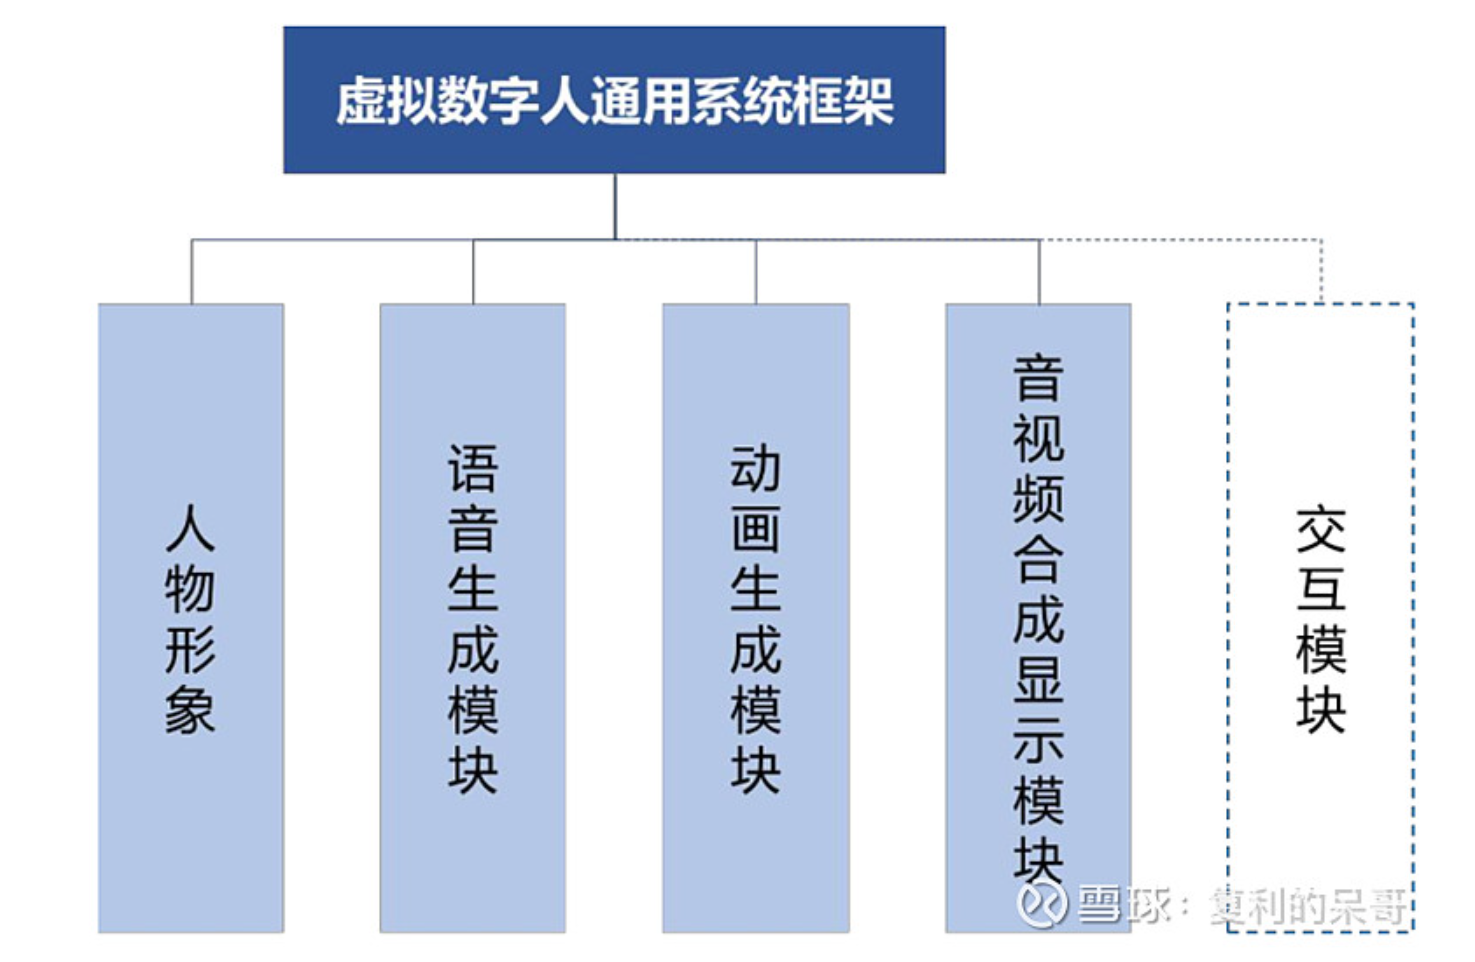 虚拟数字人通用系统框架
人物形象
语音生成模块
动画生成模块
音视频合成显示模块
交互模块
雪球：复利的呆哥